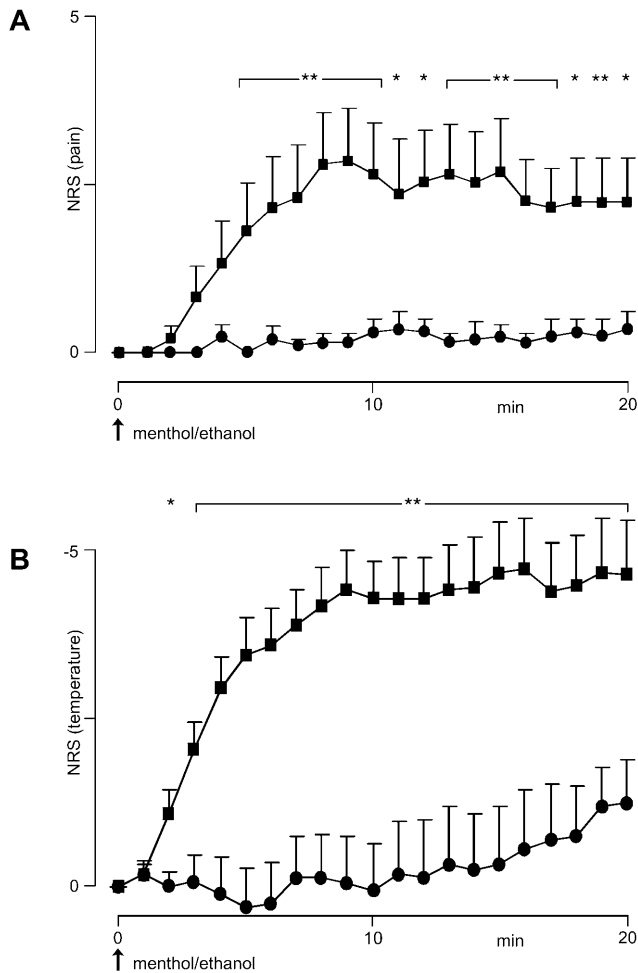 A
5
** * * ** * ** *
NRS (pain)
0
0 10 min 20
menthol/ethanol
* **
B
-5
NRS (temperature)
0
0 10 min 20
menthol/ethanol